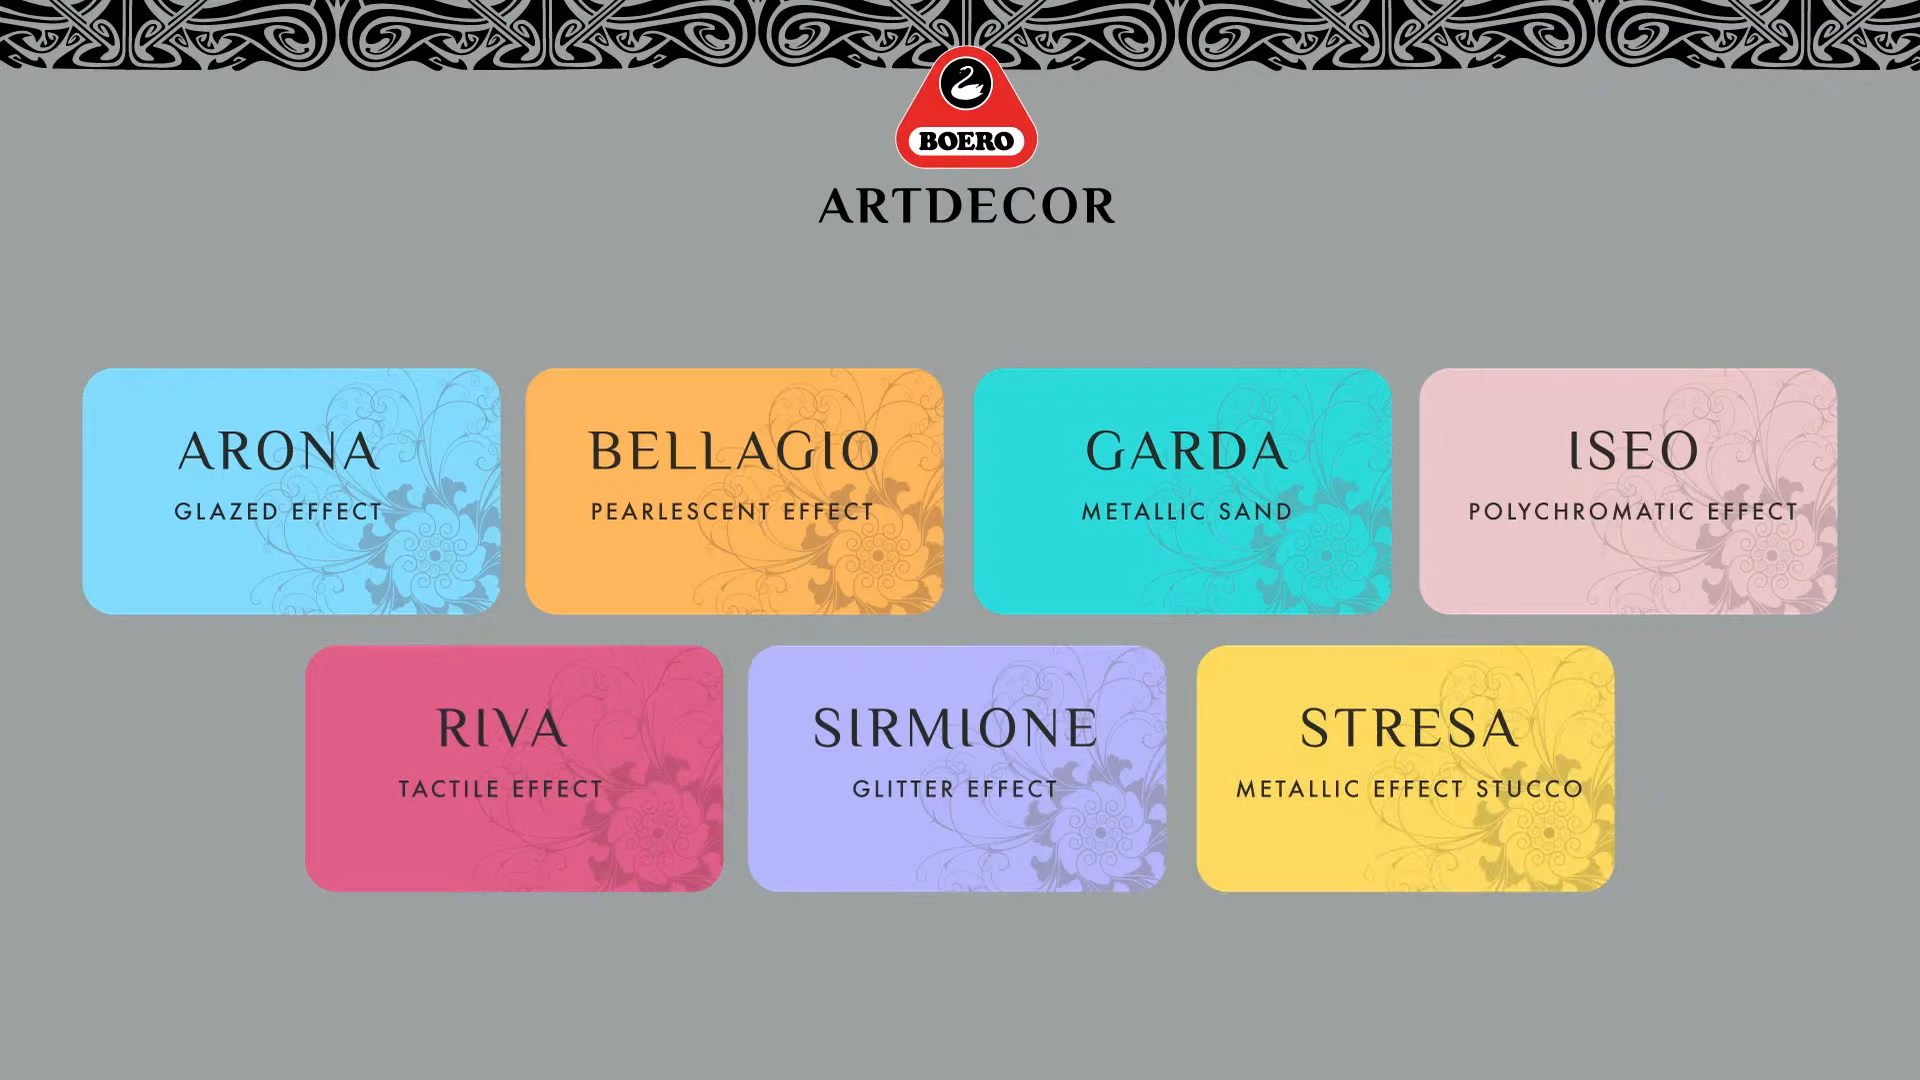 BOERO
ARTDECOR
ARONA
GLAZED EFFECT
BELLAGIO
PEARLESCENT EFFECT
GARDA
METALLIC SAND
ISEO
POLYCHROMATIC EFFECT
RIVA
TACTILE EFFECT
SIRMIONE
GLITTER EFFECT
STRESA
METALLIC EFFECT STUCCO